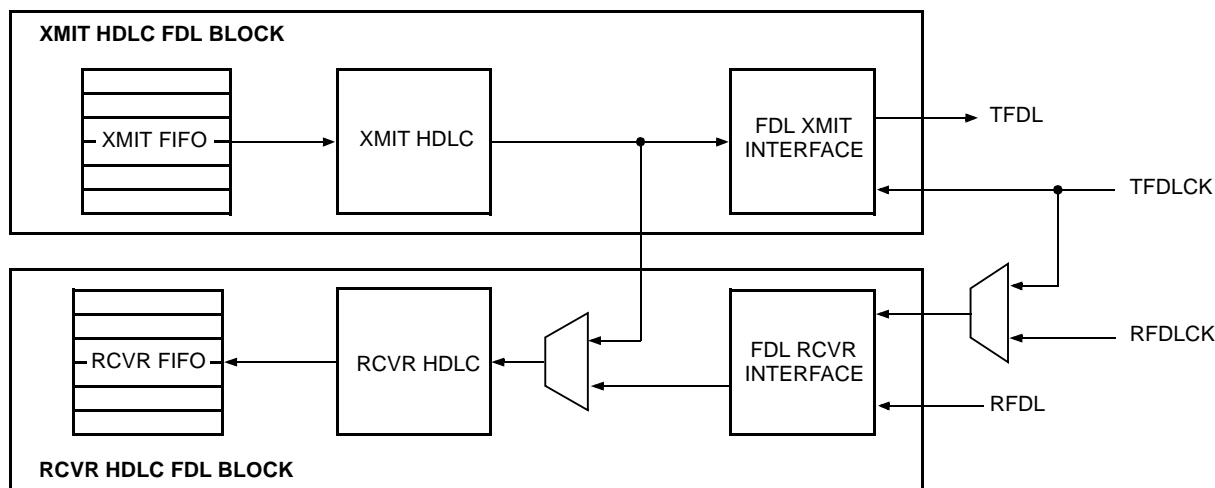 XMIT HDLC FDL BLOCK
XMIT FIFO
XMIT HDLC
FDL XMIT
INTERFACE
TFDL
TFDLCK
RCVR FIFO
RCVR HDLC
FDL RCVR
INTERFACE
RFDLCK
RFDL
RCVR HDLC FDL BLOCK